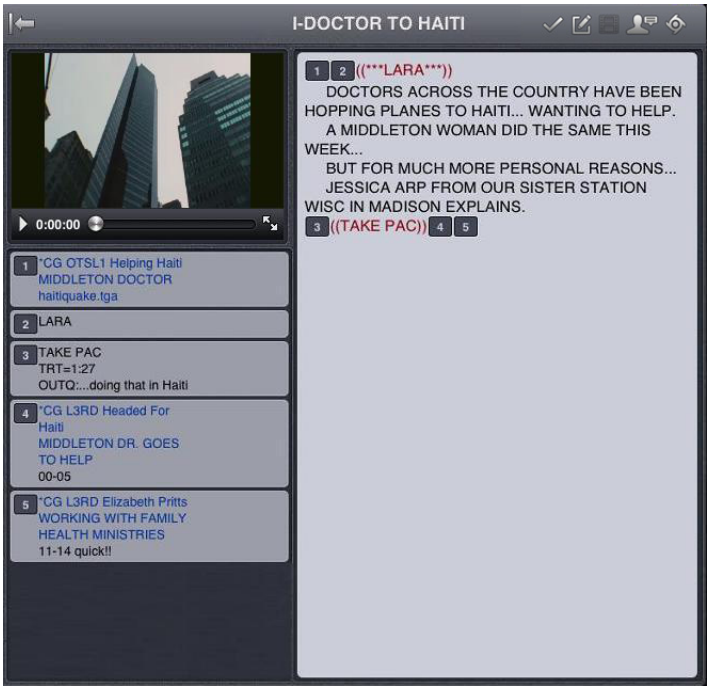 I-DOCTOR TO HAITI
0:00:00
1 *CG OTSL1 Helping Haiti
MIDDLETON DOCTOR
haitiquake.tga
2 LARA
3 TAKE PAC
TRT=1:27
OUTQ:...doing that in Haiti
4 *CG L3RD Headed For
Haiti
MIDDLETON DR. GOES
TO HELP
00-05
5 *CG L3RD Elizabeth Pritts
WORKING WITH FAMILY
HEALTH MINISTRIES
11-14 quick!!
1 2 ((***LARA***))
DOCTORS ACROSS THE COUNTRY HAVE BEEN
HOPPING PLANES TO HAITI... WANTING TO HELP.
A MIDDLETON WOMAN DID THE SAME THIS
WEEK...
BUT FOR MUCH MORE PERSONAL REASONS...
JESSICA ARP FROM OUR SISTER STATION
WISC IN MADISON EXPLAINS.
3 ((TAKE PAC)) 4 5